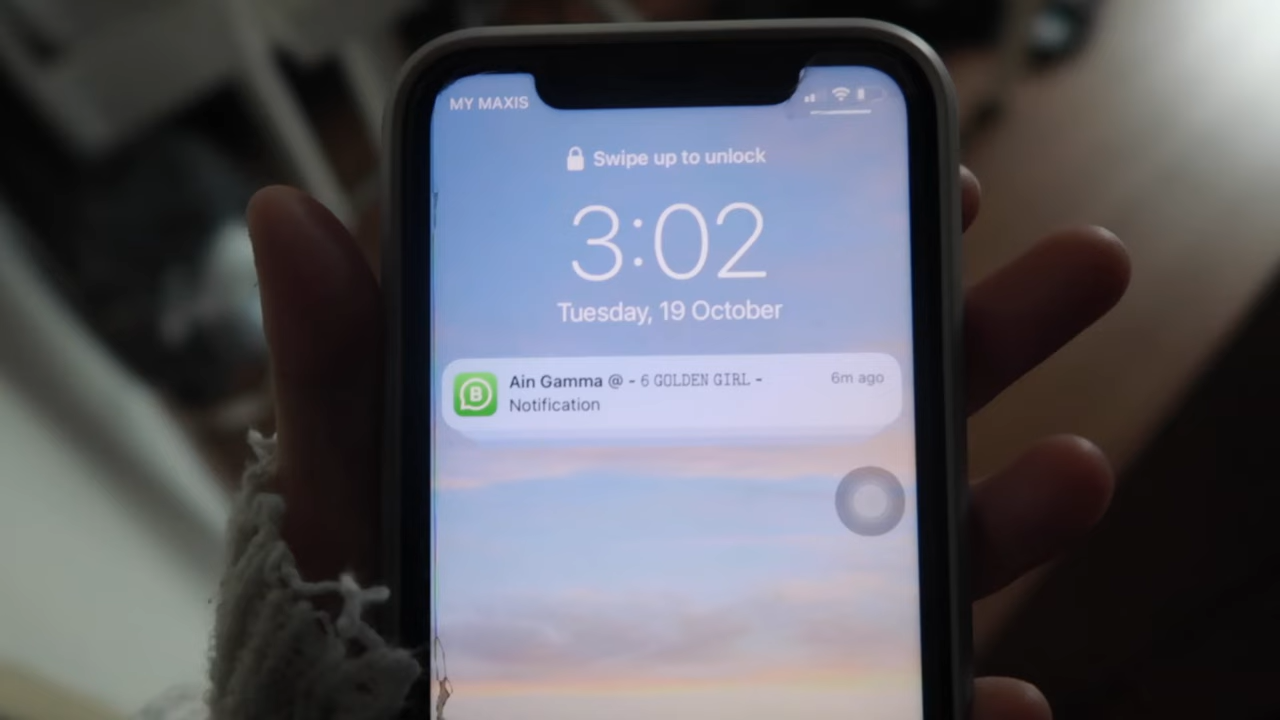 MY MAXIS
Swipe up to unlock
3:02
Tuesday, 19 October
Ain Gamma @ - 6 GOLDEN GIRL -
6m ago
Notification
B